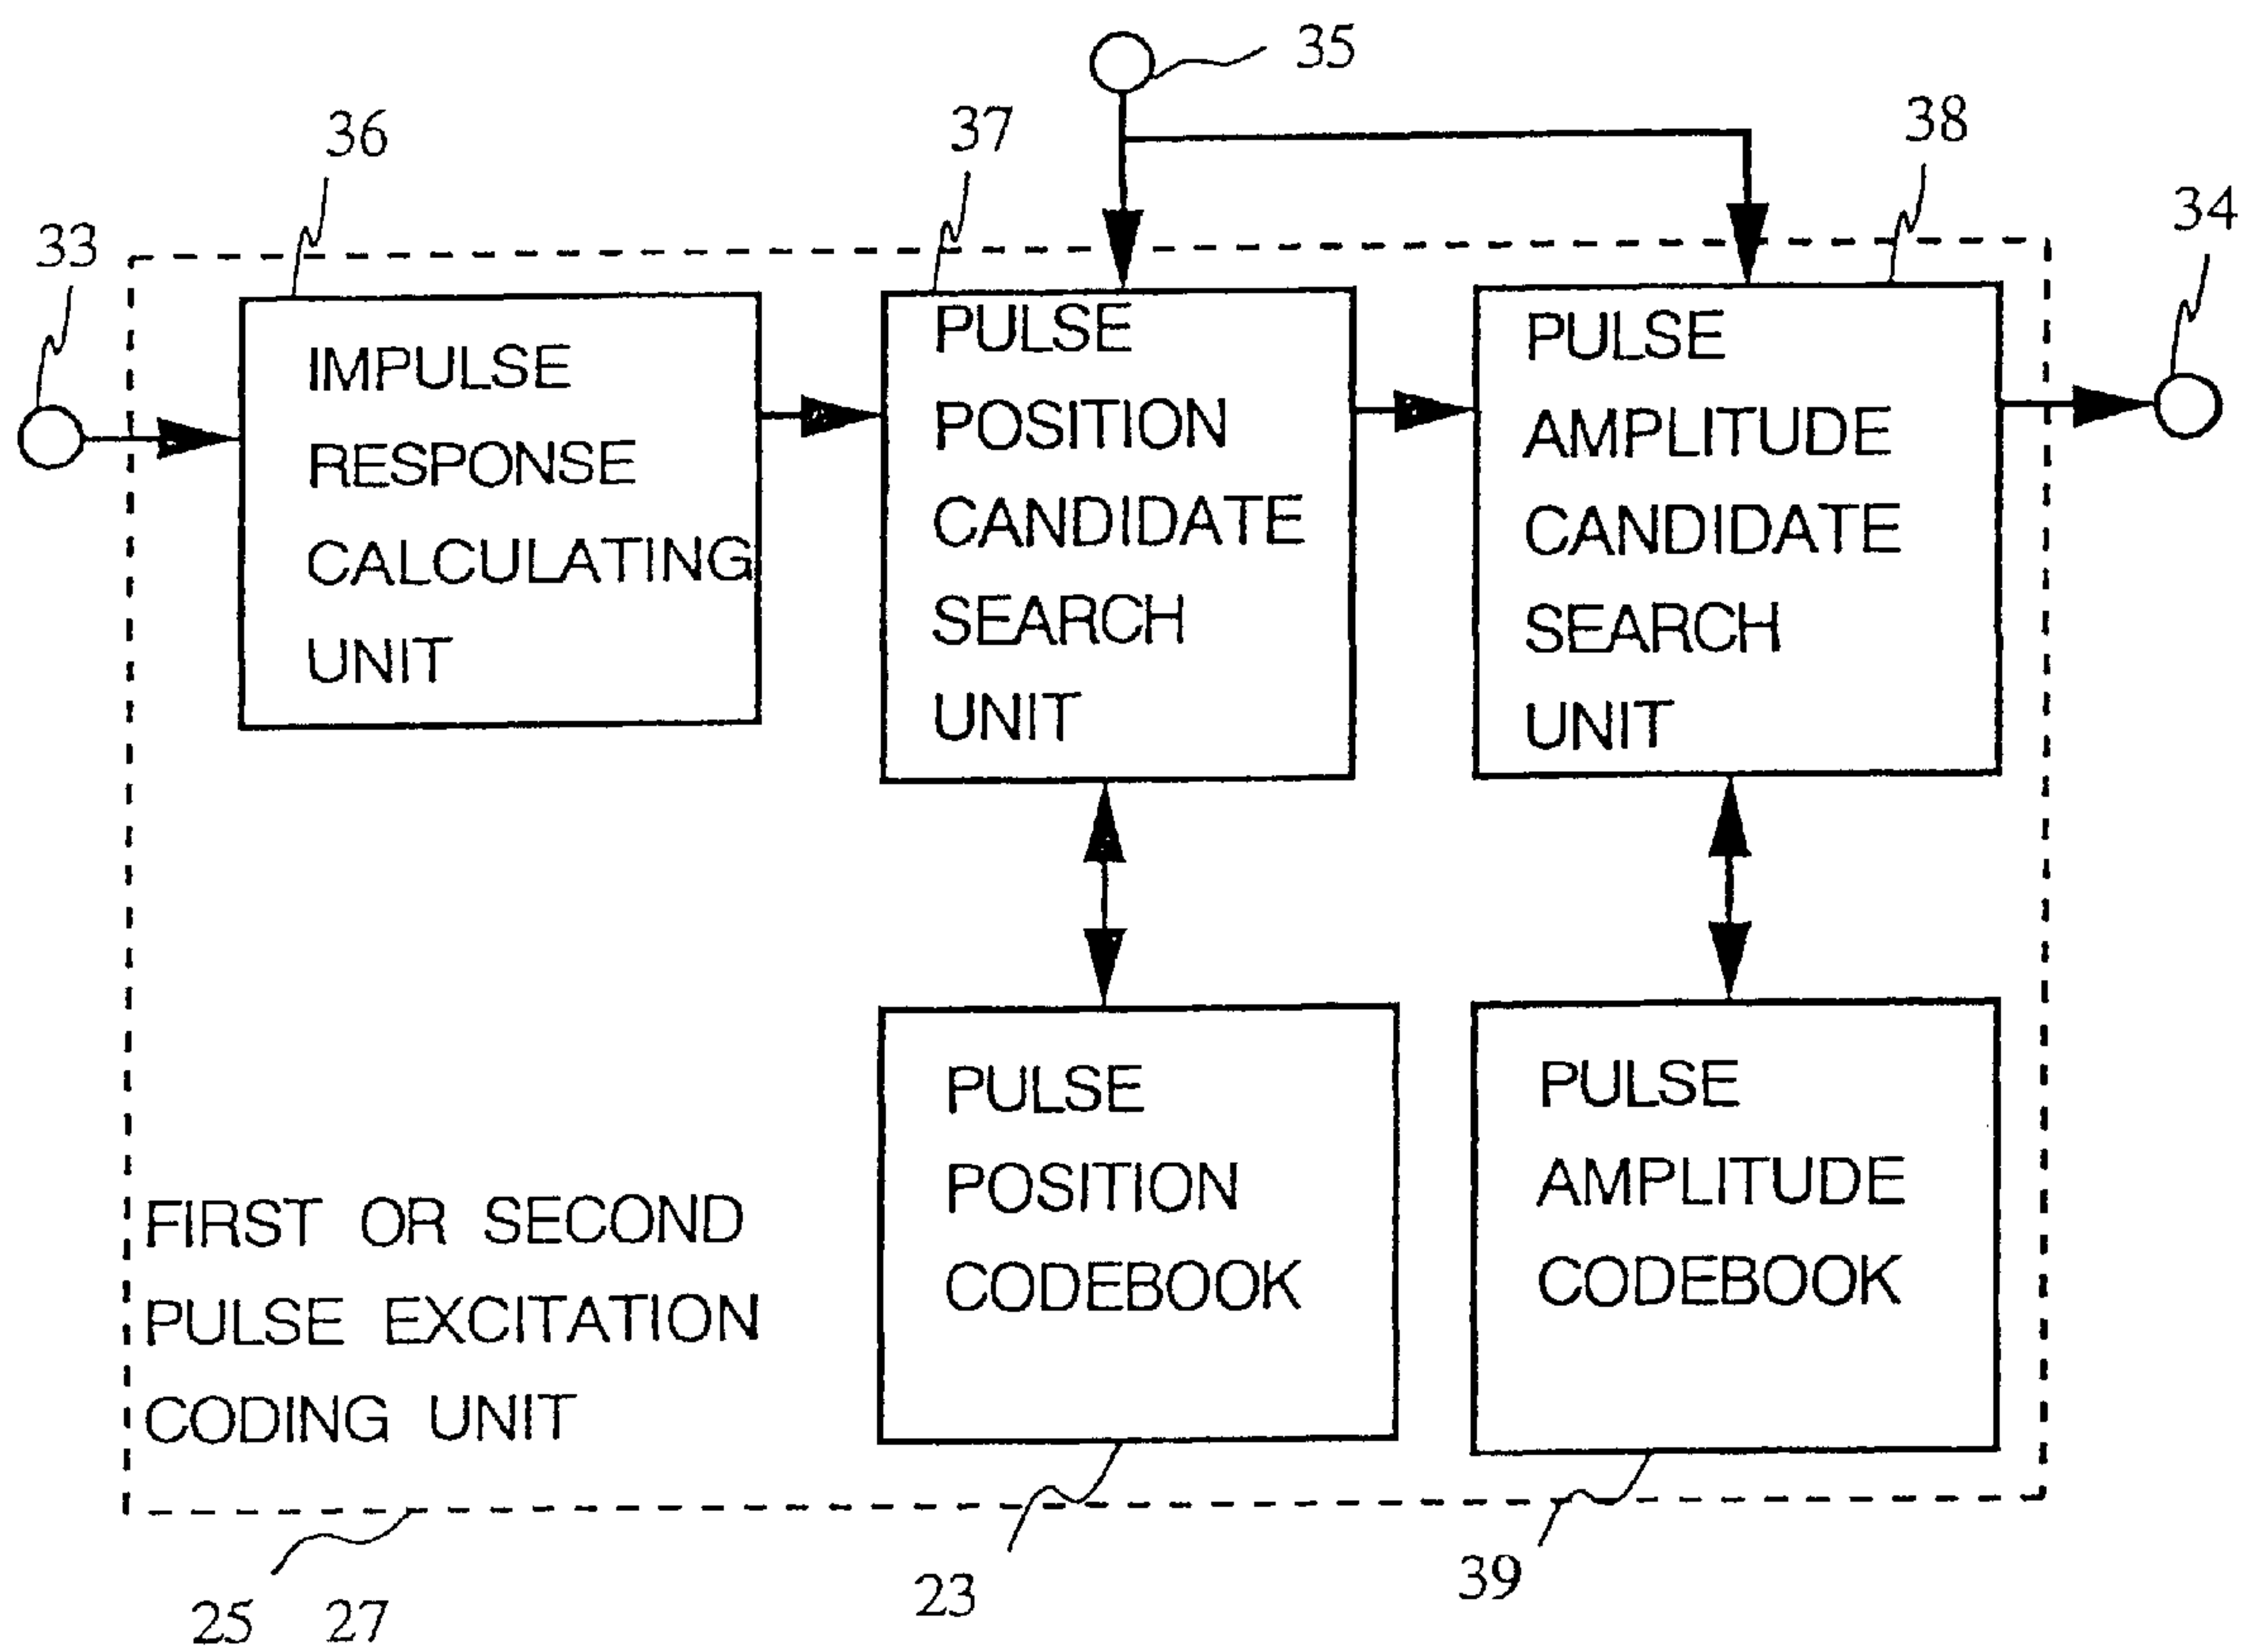 35
36
37
38
33
34
IMPULSE
RESPONSE
CALCULATING
UNIT
PULSE
POSITION
CANDIDATE
SEARCH
UNIT
PULSE
AMPLITUDE
CANDIDATE
SEARCH
UNIT
PULSE
POSITION
CODEBOOK
PULSE
AMPLITUDE
CODEBOOK
FIRST OR SECOND
PULSE EXCITATION
CODING UNIT
25 27
23
39